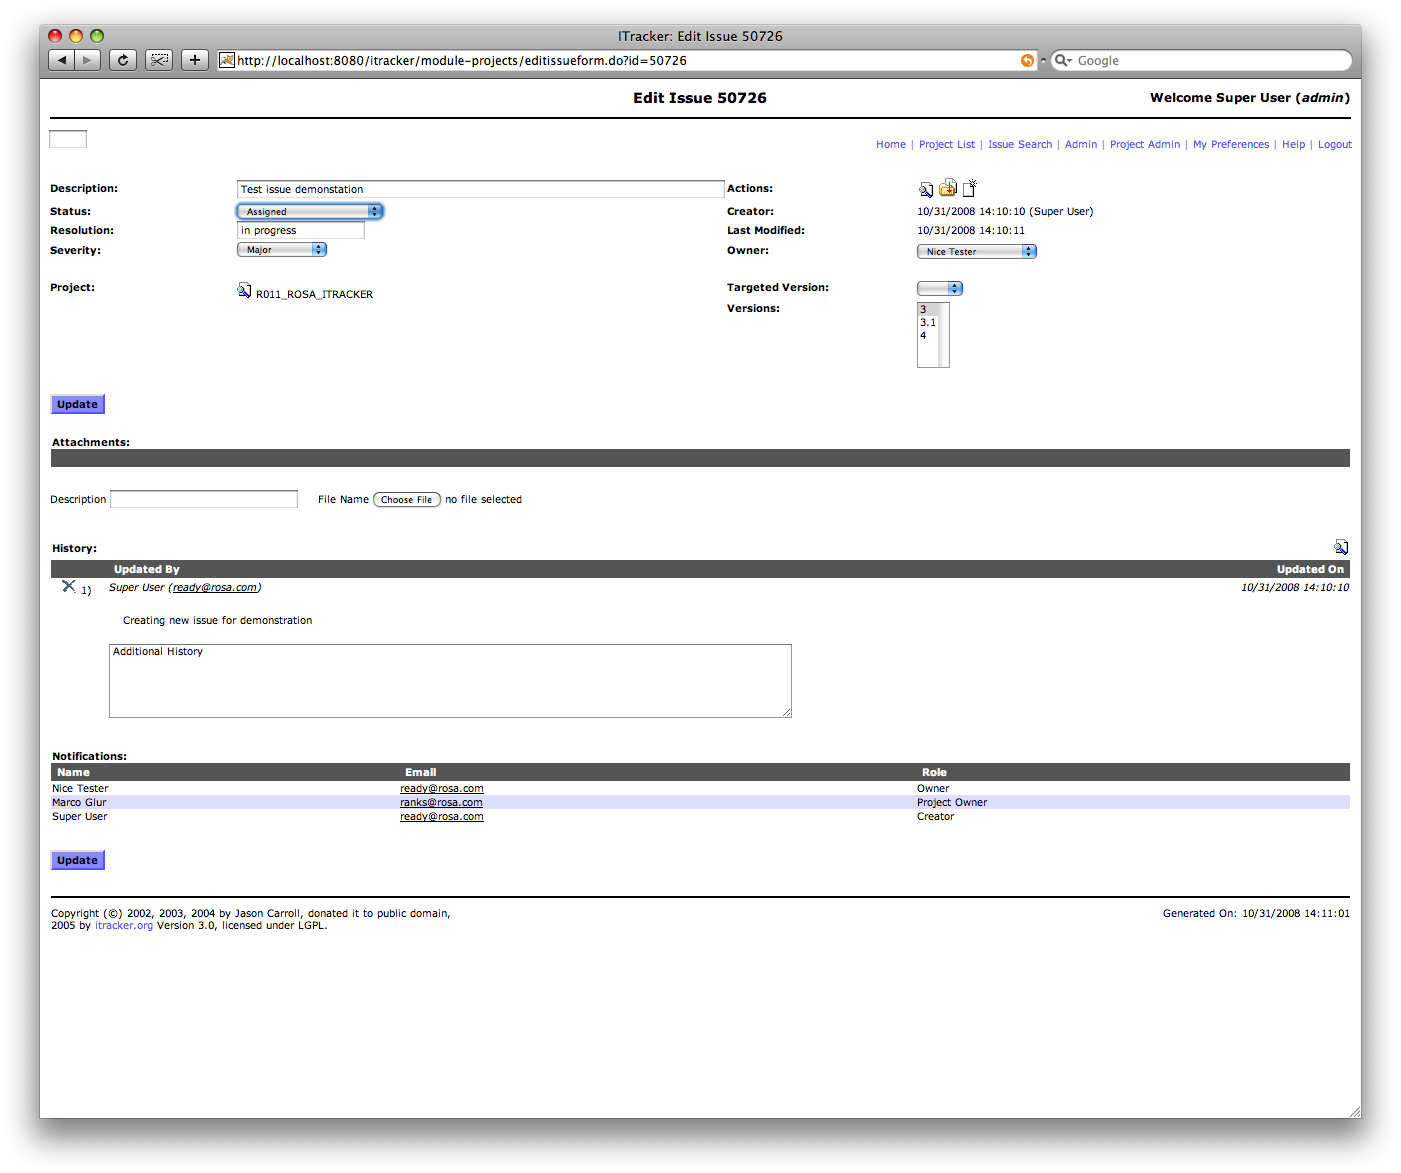 ITracker: Edit Issue 50726
http://localhost:8080/itracker/module-projects/editissueform.do?id=50726
Google
Edit Issue 50726
Welcome Super User (admin)
Home | Project List | Issue Search | Admin | Project Admin | My Preferences | Help | Logout
Description: Test issue demonstation Actions:
Status: Assigned Creator: 10/31/2008 14:10:10 (Super User)
Resolution: in progress Last Modified: 10/31/2008 14:10:11
Severity: Major Owner: Nice Tester
Project: R011_ROSA_ITRACKER Targeted Version:
Versions: 3
3.1
4
Update
Attachments:
Description File Name Choose File no file selected
History:
Updated By Updated On
1) Super User (ready@rosa.com) 10/31/2008 14:10:10
Creating new issue for demonstration
Additional History
Notifications:
Name Email Role
Nice Tester ready@rosa.com Owner
Marco Glur ranks@rosa.com Project Owner
Super User ready@rosa.com Creator
Update
Copyright (©) 2002, 2003, 2004 by Jason Carroll, donated it to public domain, Generated On: 10/31/2008 14:11:01
2005 by itracker.org Version 3.0, licensed under LGPL.